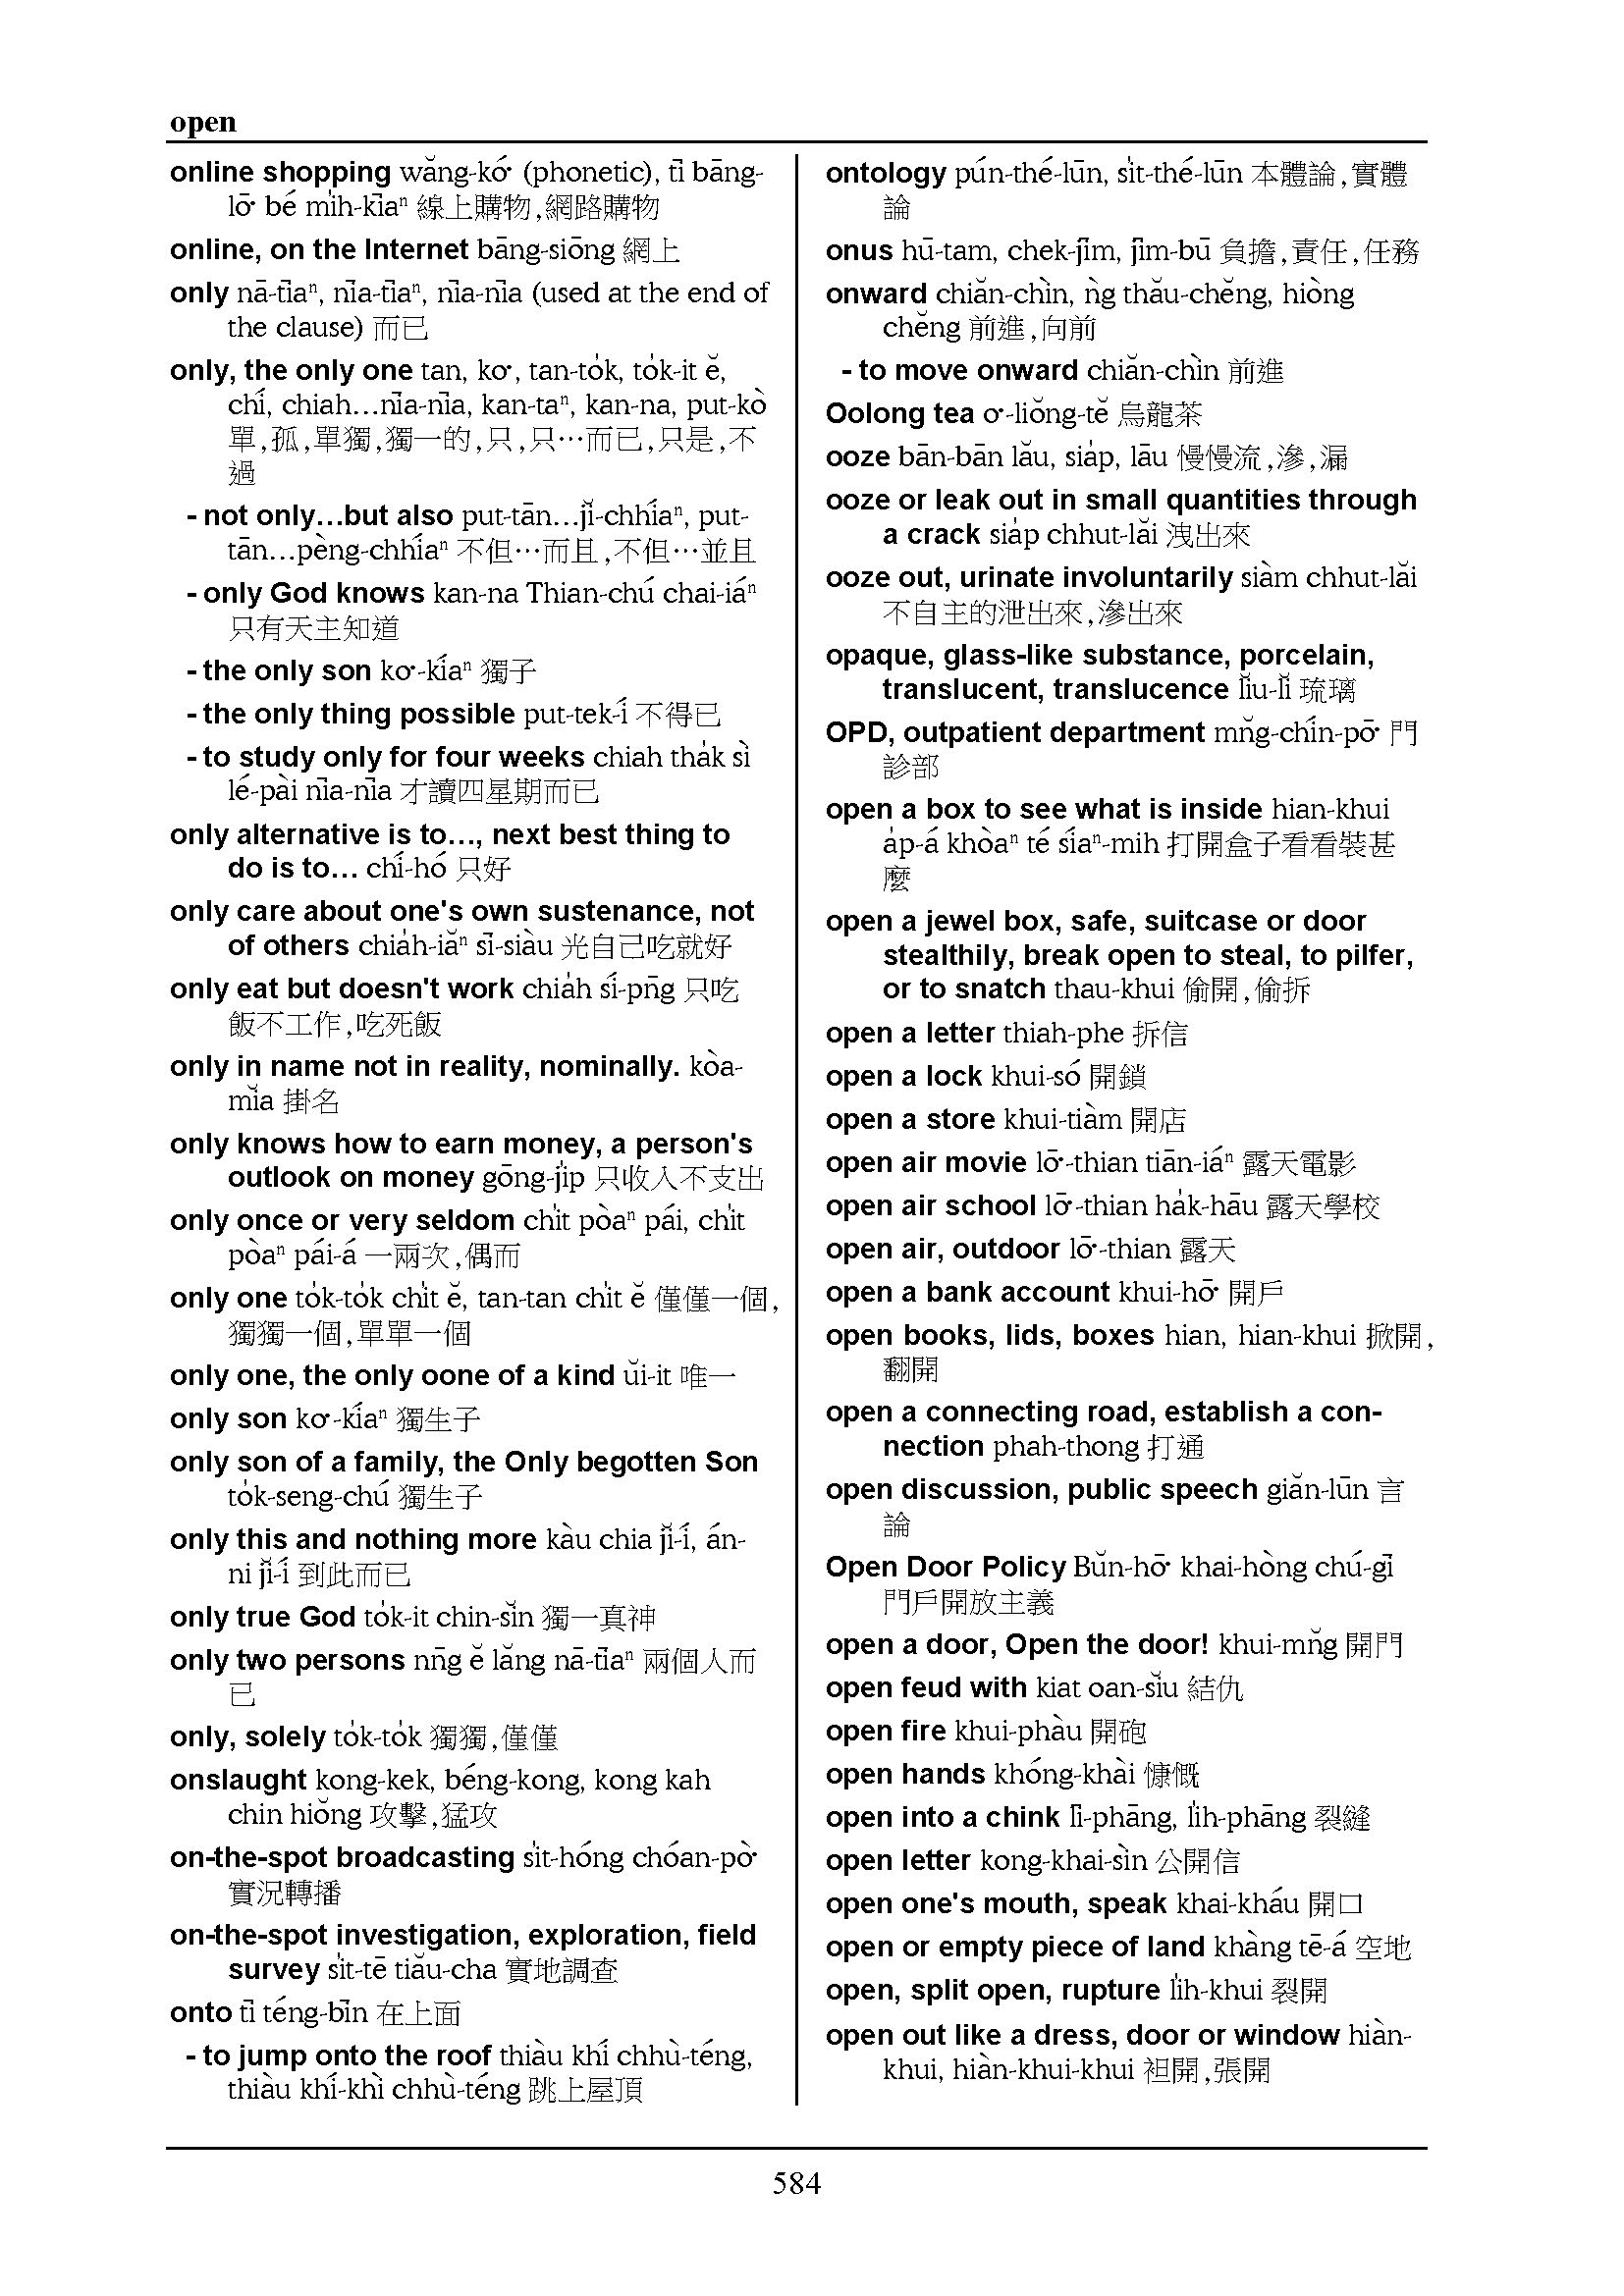 open
online shopping wăng-kó͘ (phonetic), tī bāng-
lō͘ bé mi̍h-kīaⁿ 線上購物,網路購物
online, on the Internet bāng-siōng 網上
only nā-tīaⁿ, nīa-tīaⁿ, nīa-nīa (used at the end of
the clause) 而已
only, the only one tan, ko͘, tan-to̍k, to̍k-it ĕ,
chí, chiah…nīa-nīa, kan-taⁿ, kan-na, put-kò
單,孤,單獨,獨一的,只,只…而已,只是,不
過
- not only…but also put-tān…jĭ-chhíaⁿ, put-
tān…pèng-chhíaⁿ 不但…而且,不但…並且
- only God knows kan-na Thian-chú chai-iáⁿ
只有天主知道
- the only son ko͘-kíaⁿ 獨子
- the only thing possible put-tek-í 不得已
- to study only for four weeks chiah tha̍k sì
lé-pài nīa-nīa 才讀四星期而已
only alternative is to…, next best thing to
do is to… chí-hó 只好
only care about one's own sustenance, not
of others chia̍h-iăⁿ sī-siàu 光自己吃就好
only eat but doesn't work chia̍h sí-pn̄g 只吃
飯不工作,吃死飯
only in name not in reality, nominally. kòa-
mĭa 掛名
only knows how to earn money, a person's
outlook on money gōng-ji̍p 只收入不支出
only once or very seldom chi̍t pòaⁿ pái, chi̍t
pòaⁿ pái-á 一兩次,偶而
only one to̍k-to̍k chi̍t ĕ, tan-tan chi̍t ĕ 僅僅一個,
獨獨一個,單單一個
only one, the only oone of a kind ŭi-it 唯一
only son ko͘-kíaⁿ 獨生子
only son of a family, the Only begotten Son
to̍k-seng-chú 獨生子
only this and nothing more kàu chia jĭ-í, án-
ni jĭ-í 到此而已
only true God to̍k-it chin-sĭn 獨一真神
only two persons nn̄g ĕ lăng nā-tīaⁿ 兩個人而
已
only, solely to̍k-to̍k 獨獨,僅僅
onslaught kong-kek, béng-kong, kong kah
chin hiŏng 攻擊,猛攻
on-the-spot broadcasting si̍t-hóng chóan-pò͘
實況轉播
on-the-spot investigation, exploration, field
survey si̍t-tē tiău-cha 實地調查
onto tī téng-bīn 在上面
- to jump onto the roof thiàu khí chhù-téng,
thiàu khí-khì chhù-téng 跳上屋頂
ontology pún-thé-lūn, si̍t-thé-lūn 本體論,實體
論
onus hū-tam, chek-jīm, jīm-bū 負擔,責任,任務
onward chiăn-chìn, ǹg thău-chĕng, hiòng
chĕng 前進,向前
- to move onward chiăn-chìn 前進
Oolong tea o͘-liŏng-tĕ 烏龍茶
ooze bān-bān lău, sia̍p, lāu 慢慢流,滲,漏
ooze or leak out in small quantities through
a crack sia̍p chhut-lăi 洩出來
ooze out, urinate involuntarily siàm chhut-lăi
不自主的泄出來,滲出來
opaque, glass-like substance, porcelain,
translucent, translucence lĭu-lĭ 琉璃
OPD, outpatient department mn̆g-chín-pō͘ 門
診部
open a box to see what is inside hian-khui
a̍p-á khòaⁿ té síaⁿ-mih 打開盒子看看裝甚
麼
open a jewel box, safe, suitcase or door
stealthily, break open to steal, to pilfer,
or to snatch thau-khui 偷開,偷拆
open a letter thiah-phe 拆信
open a lock khui-só 開鎖
open a store khui-tiàm 開店
open air movie lō͘-thian tiān-iáⁿ 露天電影
open air school lō͘-thian ha̍k-hāu 露天學校
open air, outdoor lō͘-thian 露天
open a bank account khui-hō͘ 開戶
open books, lids, boxes hian, hian-khui 掀開,
翻開
open a connecting road, establish a con-
nection phah-thong 打通
open discussion, public speech giăn-lūn 言
論
Open Door Policy Bŭn-hō͘ khai-hòng chú-gī
門戶開放主義
open a door, Open the door! khui-mn̆g 開門
open feud with kiat oan-sĭu 結仇
open fire khui-phàu 開砲
open hands khóng-khài 慷慨
open into a chink lī-phāng, li̍h-phāng 裂縫
open letter kong-khai-sìn 公開信
open one's mouth, speak khai-kháu 開口
open or empty piece of land khàng tē-á 空地
open, split open, rupture li̍h-khui 裂開
open out like a dress, door or window hiàn-
khui, hiàn-khui-khui 袒開,張開
584